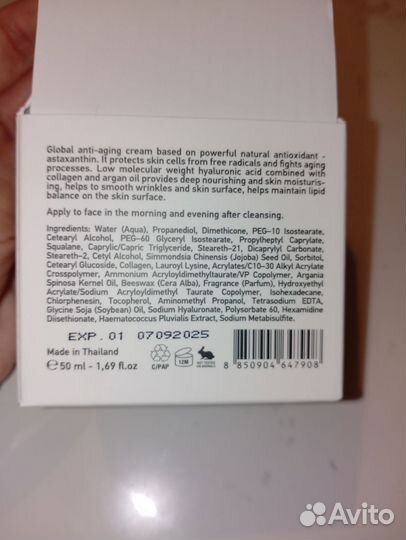 Global anti-aging cream based on powerful natural antioxidant -
astaxanthin. It protects skin cells from free radicals and fights aging
processes. Low molecular weight hyaluronic acid combined with
collagen and argan oil provides deep nourishing and skin moisturis-
ing, helps to smooth wrinkles and skin surface, helps maintain lipid
balance on the skin surface.
Apply to face in the morning and evening after cleansing.
Ingredients: Water (Aqua), Propanediol, Dimethicone, PEG-10 Isostearate,
Cetearyl Alcohol, PEG-60 Glyceryl Isostearate, Propylheptyl Caprylate,
Squalane, Caprylic/Capric Triglyceride, Steareth-21, Dicaprylyl Carbonate,
Steareth-2, Cetyl Alcohol, Simmondsia Chinensis (Jojoba) Seed Oil, Sorbitol,
Cetearyl Glucoside, Collagen, Lauroyl Lysine, Acrylates/C10-30 Alkyl Acrylate
Crosspolymer, Ammonium Acryloyldimethyltaurate/VP Copolymer, Argania
Spinosa Kernel Oil, Beeswax (Cera Alba), Fragrance (Parfum), Hydroxyethyl
Acrylate/Sodium Acryloyldimethyl Taurate Copolymer, Isohexadecane,
Chlorphenesin, Tocopherol, Aminomethyl Propanol, Tetrasodium EDTA,
Glycine Soja (Soybean) Oil, Sodium Hyaluronate, Polysorbate 60, Hexamidine
Diisethionate, Haematococcus Pluvialis Extract, Sodium Metabisulfite.
EXP. 01 07092025
Made in Thailand
℮50 ml - 1,69 fl.oz
C/PAP
12M
NOT TESTED
ON ANIMALS
8 850904 647908
Avito